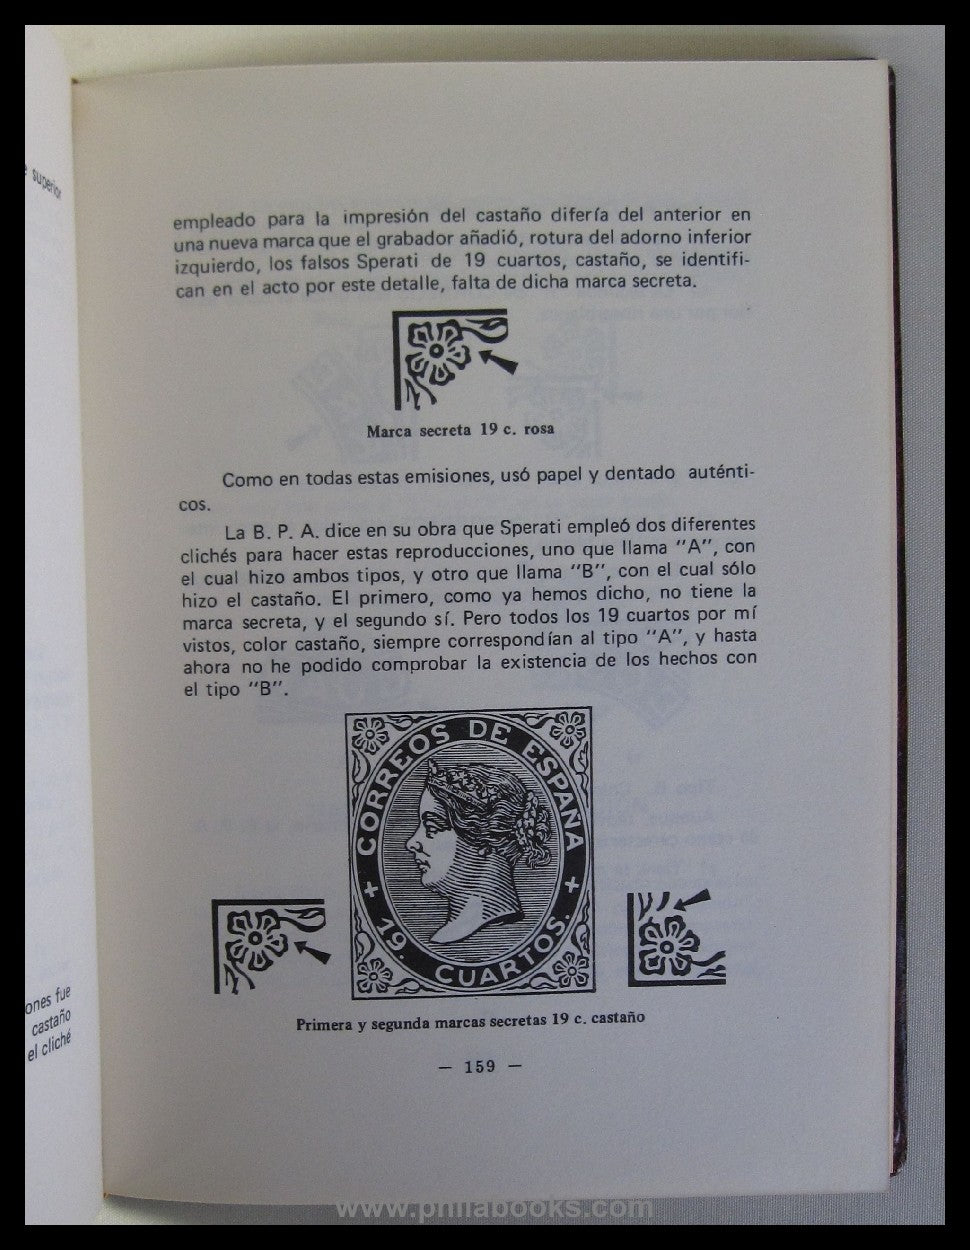 superior
empleado para la impresión del castaño difería del anterior en
una nueva marca que el grabador añadió, rotura del adorno inferior
izquierdo, los falsos Sperati de 19 cuartos, castaño, se identifi-
can en el acto por este detalle, falta de dicha marca secreta.
Marca secreta 19 c. rosa
Como en todas estas emisiones, usó papel y dentado auténti-
cos.
La B. P. A. dice en su obra que Sperati empleó dos diferentes
clichés para hacer estas reproducciones, uno que llama "A", con
el cual hizo ambos tipos, y otro que llama "B", con el cual sólo
hizo el castaño. El primero, como ya hemos dicho, no tiene la
marca secreta, y el segundo sí. Pero todos los 19 cuartos por mí
vistos, color castaño, siempre correspondían al tipo "A", y hasta
ahora no he podido comprobar la existencia de los hechos con
el tipo "B".
CORREOS DE ESPAÑA
19. CUARTOS.
Primera y segunda marcas secretas 19 c. castaño
— 159 —
ones fue
castaño
el cliché
www.philabooks.com